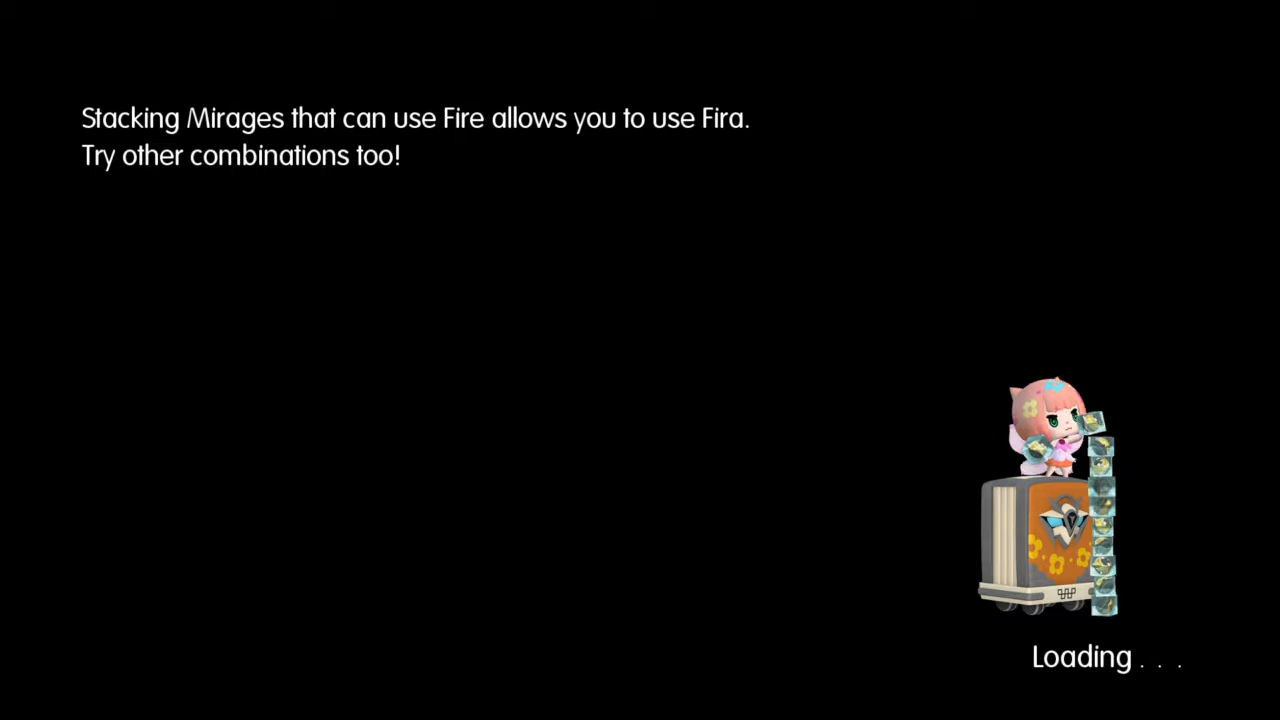 Stacking Mirages that can use Fire allows you to use Fira.
Try other combinations too!
Loading . . .